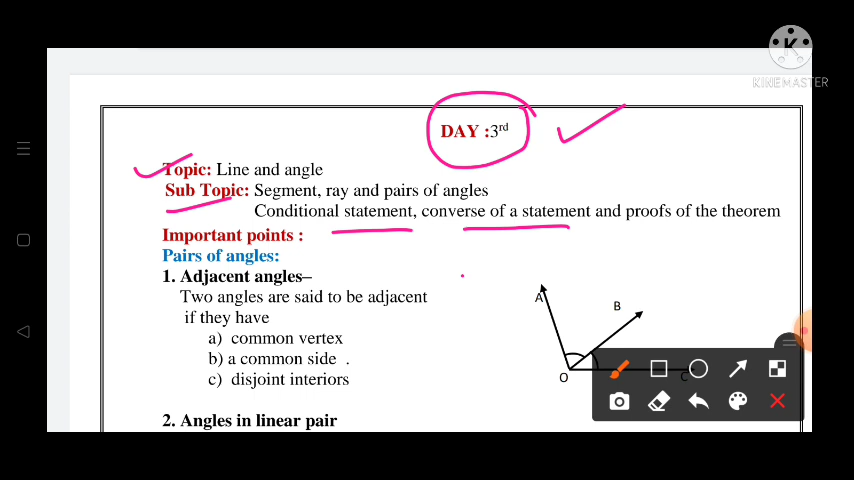 K
KINEMASTER
DAY :3rd
Topic: Line and angle
Sub Topic: Segment, ray and pairs of angles
Conditional statement, converse of a statement and proofs of the theorem
Important points :
Pairs of angles:
1. Adjacent angles–
Two angles are said to be adjacent
if they have
a) common vertex
b) a common side .
c) disjoint interiors
A
B
O
C
2. Angles in linear pair